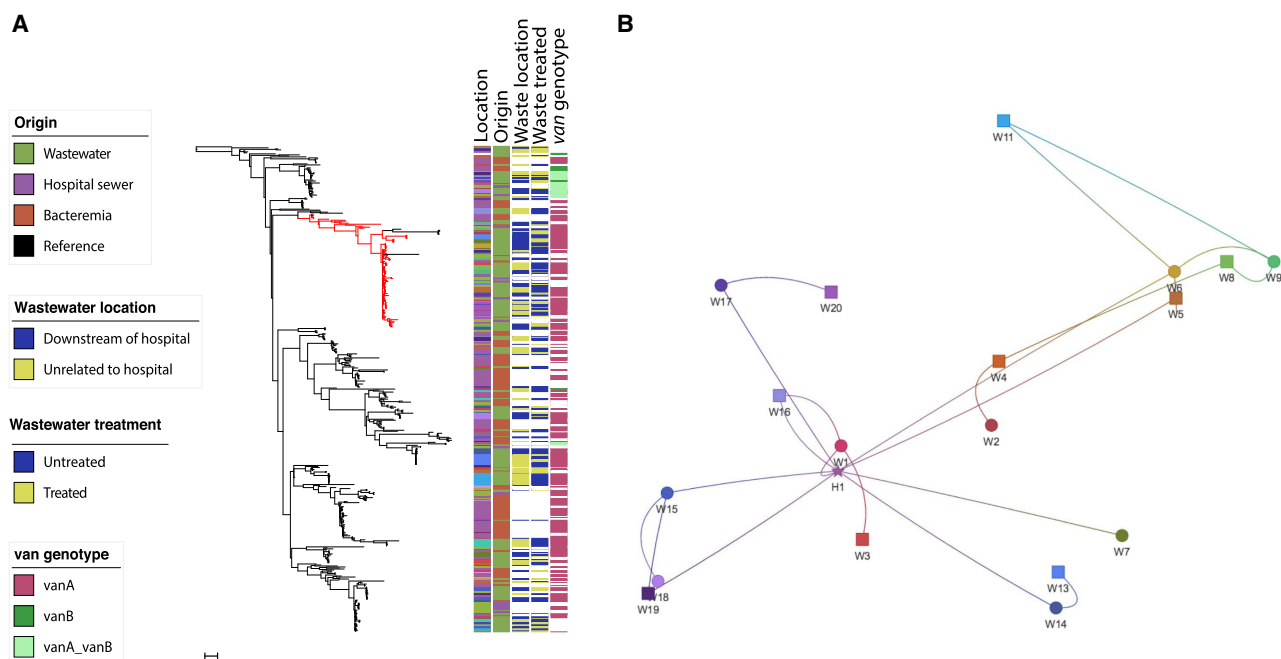 A
B
Location
Origin
Waste location
Waste treated
van genotype
Origin
Wastewater
Hospital sewer
Bacteremia
Reference
Wastewater location
Downstream of hospital
Unrelated to hospital
Wastewater treatment
Untreated
Treated
van genotype
vanA
vanB
vanA_vanB
W11
W6
W8
W9
W5
W17
W20
W4
W16
W2
W1
H1
W15
W3
W7
W13
W18
W19
W14